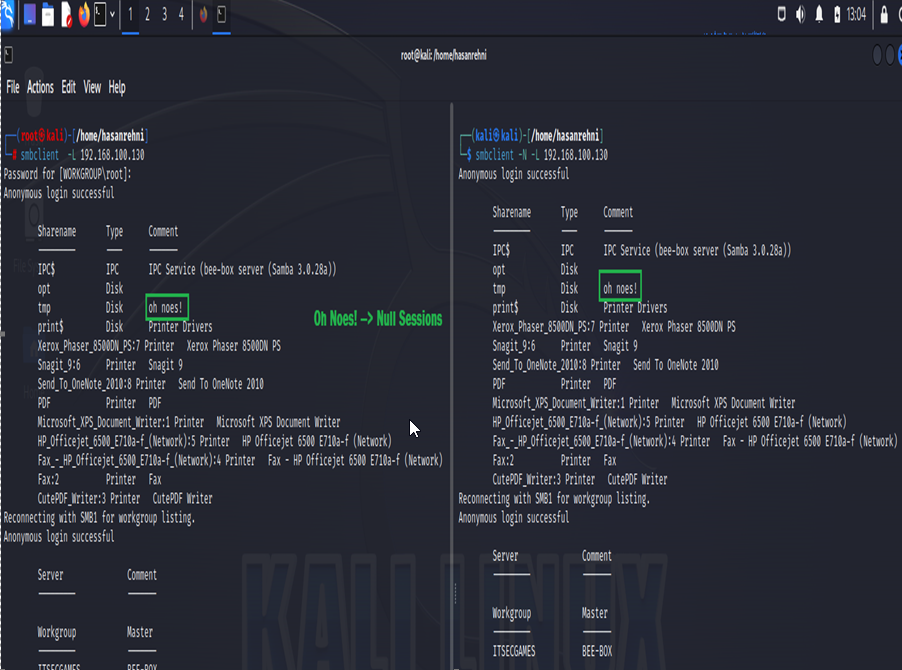 1 2 3 4
13:04
root@kali: /home/hasanrehni
File Actions Edit View Help
(root㉿kali)-[/home/hasanrehni]
# smbclient -L 192.168.100.130
Password for [WORKGROUP\root]:
Anonymous login successful
Sharename Type Comment
IPC$ IPC IPC Service (bee-box server (Samba 3.0.28a))
opt Disk
tmp Disk oh noes!
print$ Disk Printer Drivers
Xerox_Phaser_8500DN_PS:7 Printer Xerox Phaser 8500DN PS
Snagit_9:6 Printer Snagit 9
Send_To_OneNote_2010:8 Printer Send To OneNote 2010
PDF Printer PDF
Microsoft_XPS_Document_Writer:1 Printer Microsoft XPS Document Writer
HP_Officejet_6500_E710a-f_(Network):5 Printer HP Officejet 6500 E710a-f (Network)
Fax_-_HP_Officejet_6500_E710a-f_(Network):4 Printer Fax - HP Officejet 6500 E710a-f (Network)
Fax:2 Printer Fax
CutePDF_Writer:3 Printer CutePDF Writer
Reconnecting with SMB1 for workgroup listing.
Anonymous login successful
Server Comment
Workgroup Master
ITSECGAMES BEE-BOX
Oh Noes! --> Null Sessions
(kali㉿kali)-[/home/hasanrehni]
$ smbclient -N -L 192.168.100.130
Anonymous login successful
Sharename Type Comment
IPC$ IPC IPC Service (bee-box server (Samba 3.0.28a))
opt Disk
tmp Disk oh noes!
print$ Disk Printer Drivers
Xerox_Phaser_8500DN_PS:7 Printer Xerox Phaser 8500DN PS
Snagit_9:6 Printer Snagit 9
Send_To_OneNote_2010:8 Printer Send To OneNote 2010
PDF Printer PDF
Microsoft_XPS_Document_Writer:1 Printer Microsoft XPS Document Writer
HP_Officejet_6500_E710a-f_(Network):5 Printer HP Officejet 6500 E710a-f (Network)
Fax_-_HP_Officejet_6500_E710a-f_(Network):4 Printer Fax - HP Officejet 6500 E710a-f (Network)
Fax:2 Printer Fax
CutePDF_Writer:3 Printer CutePDF Writer
Reconnecting with SMB1 for workgroup listing.
Anonymous login successful
Server Comment
Workgroup Master
ITSECGAMES BEE-BOX
KALI LINUX